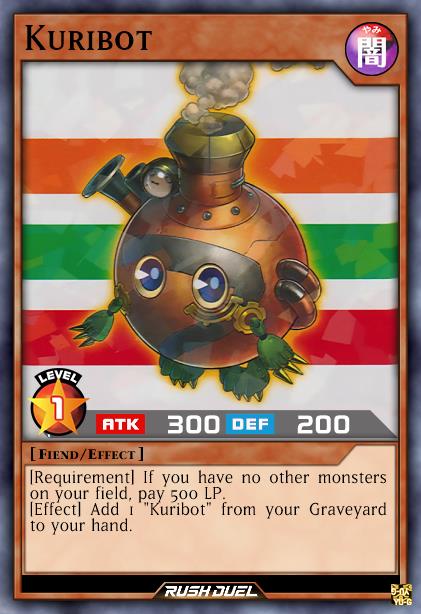 KURIBOT
やみ
闇
LEVEL
1
ATK 300 DEF 200
[FIEND/EFFECT]
[Requirement] If you have no other monsters
on your field, pay 500 LP.
[Effect] Add 1 "Kuribot" from your Graveyard
to your hand.
RUSH DUEL